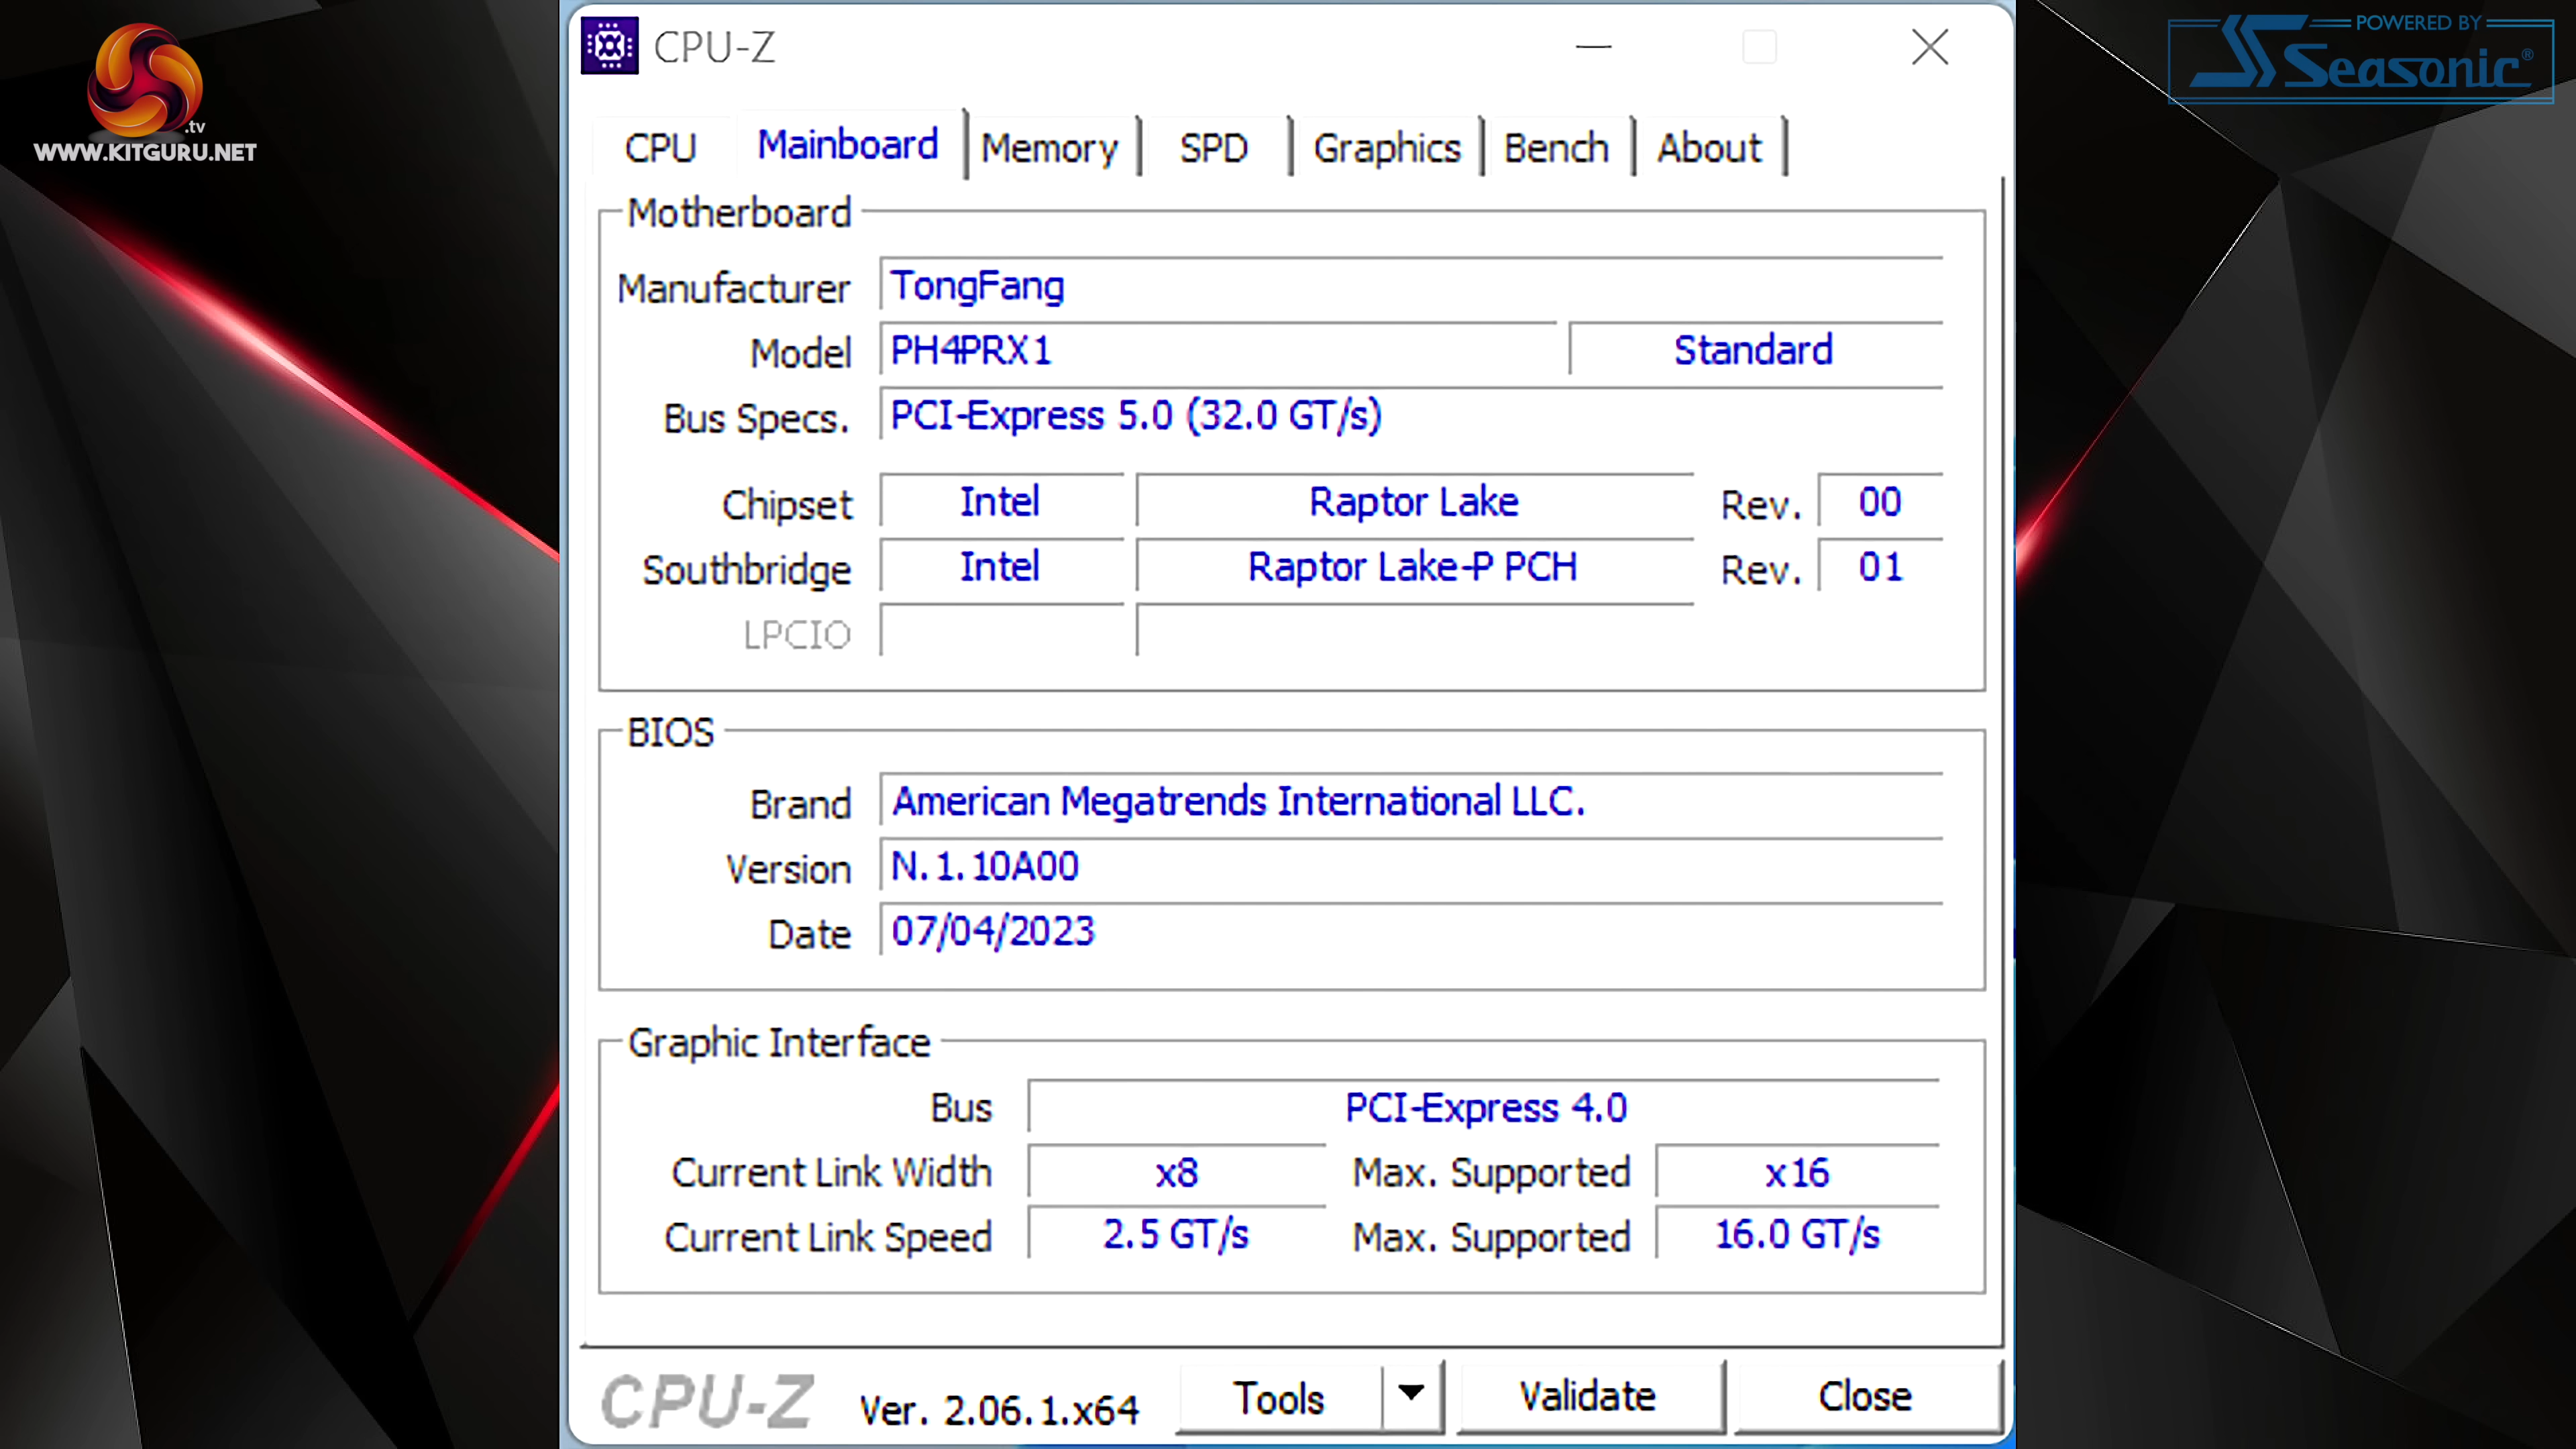 .tv
WWW.KITGURU.NET
POWERED BY
Seasonic®
CPU-Z
CPU Mainboard Memory SPD Graphics Bench About
Motherboard
Manufacturer TongFang
Model PH4PRX1 Standard
Bus Specs. PCI-Express 5.0 (32.0 GT/s)
Chipset Intel Raptor Lake Rev. 00
Southbridge Intel Raptor Lake-P PCH Rev. 01
LPCIO
BIOS
Brand American Megatrends International LLC.
Version N.1.10A00
Date 07/04/2023
Graphic Interface
Bus PCI-Express 4.0
Current Link Width x8 Max. Supported x16
Current Link Speed 2.5 GT/s Max. Supported 16.0 GT/s
CPU-Z Ver. 2.06.1.x64 Tools Validate Close